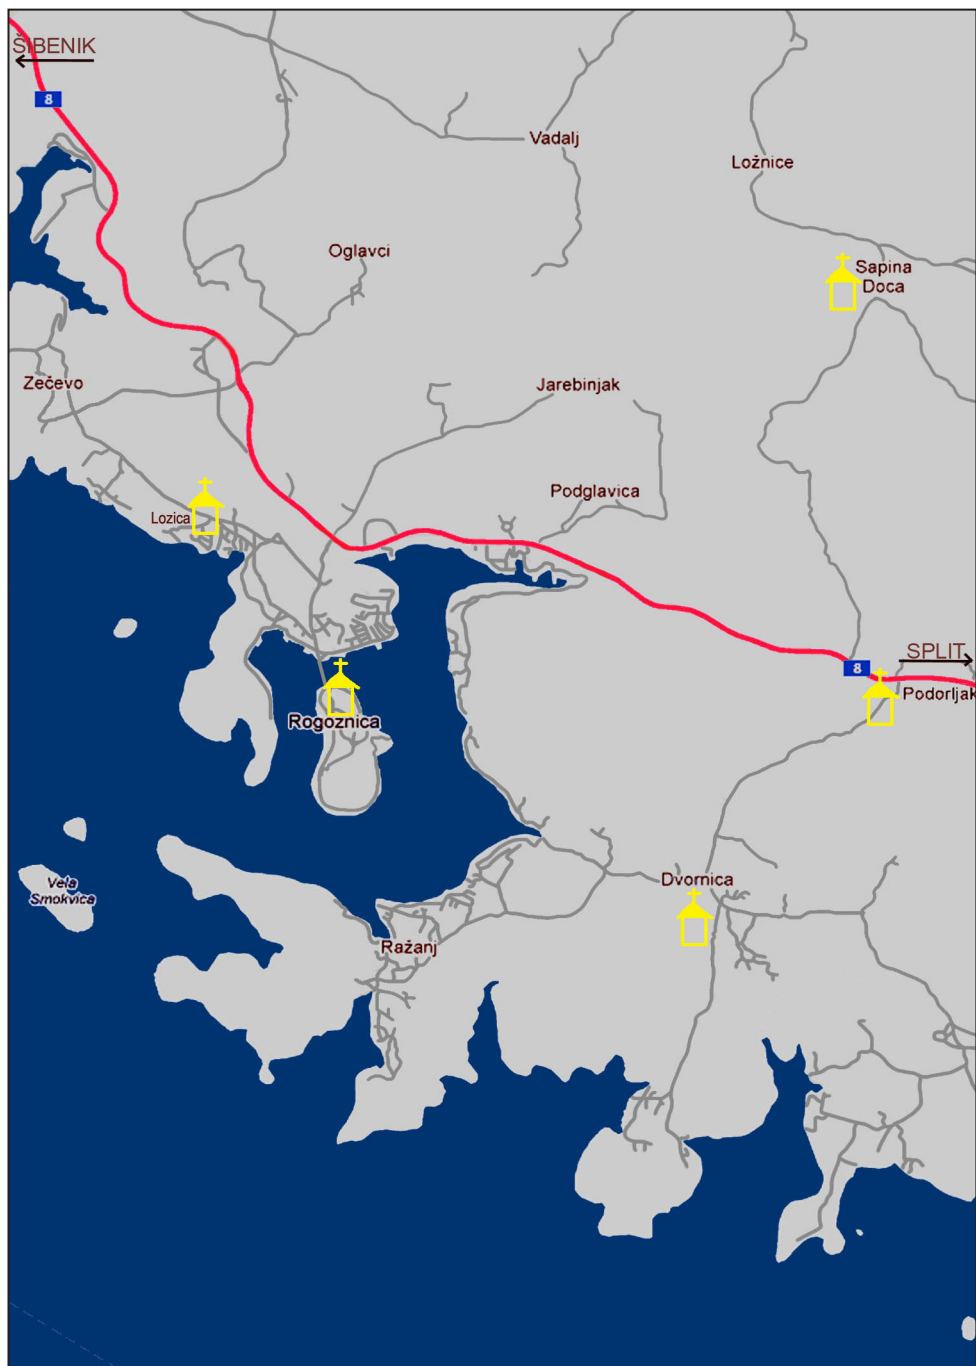 ŠIBENIK
8
Vadalj
Ložnice
Oglavci
Sapina
Doca
Zečevo
Jarebinjak
Podglavica
Lozica
SPLIT
8
Podorljak
Rogoznica
Vela
Smokvica
Dvornica
Ražanj